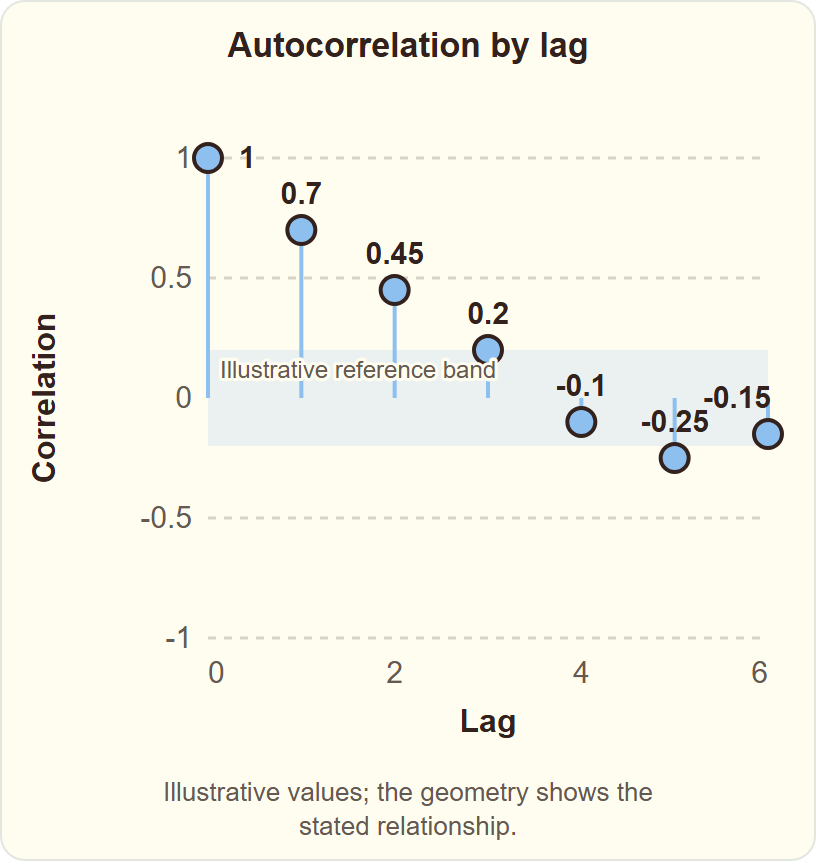 Autocorrelation by lag
1
1
0.7
0.45
0.5
0.2
Illustrative reference band
0
-0.1
-0.15
-0.25
-0.5
-1
0 2 4 6
Correlation
Lag
Illustrative values; the geometry shows the
stated relationship.